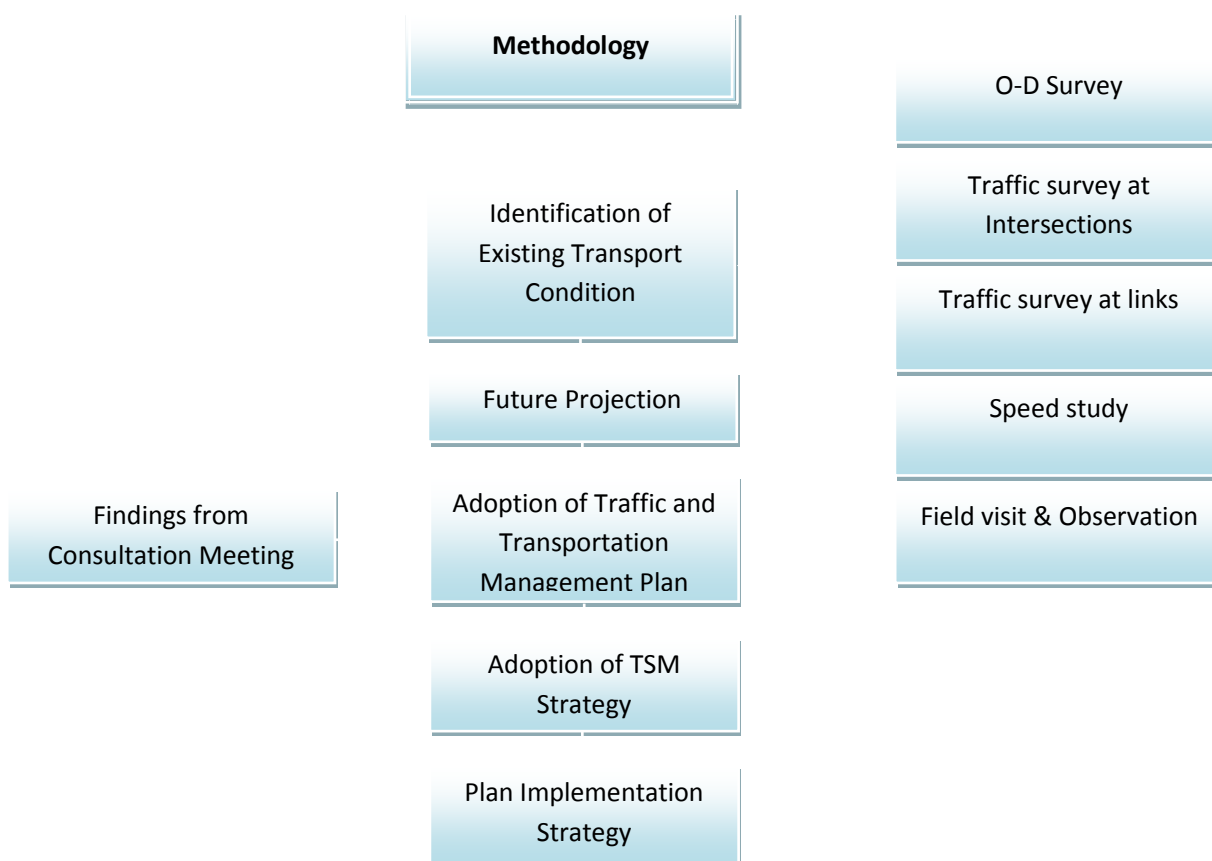 Methodology
Identification of
Existing Transport
Condition
Future Projection
Adoption of Traffic and
Transportation
Management Plan
Adoption of TSM
Strategy
Plan Implementation
Strategy
Findings from
Consultation Meeting
O-D Survey
Traffic survey at
Intersections
Traffic survey at links
Speed study
Field visit & Observation